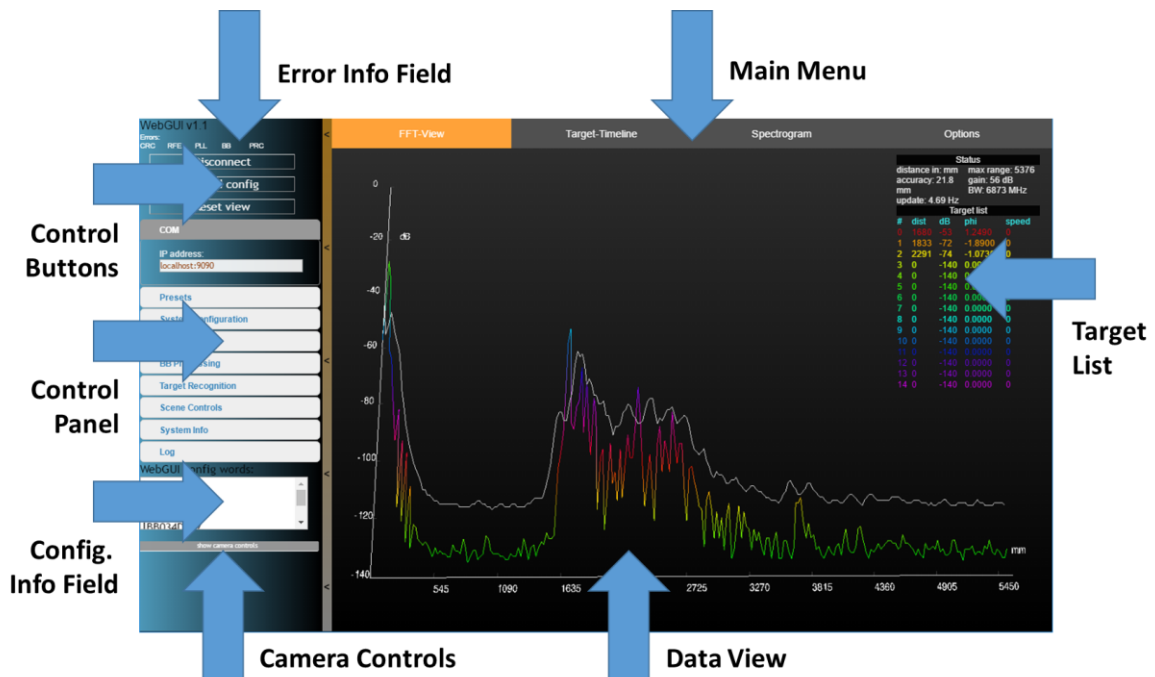 Error Info Field
Main Menu
WebGUI v1.1
Errors:
CRC RFE PLL BB PRC
config
reset view
COM
IP address:
localhost:9090
Presets
BB
Target Recognition
Scene Controls
System Info
Log
WebGUI config words:
show camera controls
Control
Buttons
Control
Panel
Config.
Info Field
<
<
<
<
<
FFT-View Target-Timeline Spectrogram Options
0
-20 dB
-40
-60
-80
-100
-120
-140
545 1090 1635 2725 3270 3815 4360 4905 5450
mm
Status
distance in: mm max range: 5376
accuracy: 21.8 gain: 56 dB
mm BW: 6873 MHz
update: 4.69 Hz
Target list
# dist dB phi speed
0 1680 -53 1.2490 0
1 1833 -72 -1.8900 0
2 2291 -74 0
3 0 -140 0
4 0 -140
5 0 -140
6 0 -140
7 0 -140 0.0000 0
8 0 -140 0.0000 0
9 0 -140 0.0000 0
10 0 -140 0.0000 0
11 0 -140 0.0000 0
12 0 -140 0.0000 0
13 0 -140 0.0000 0
14 0 -140 0.0000 0
Target
List
Camera Controls
Data View